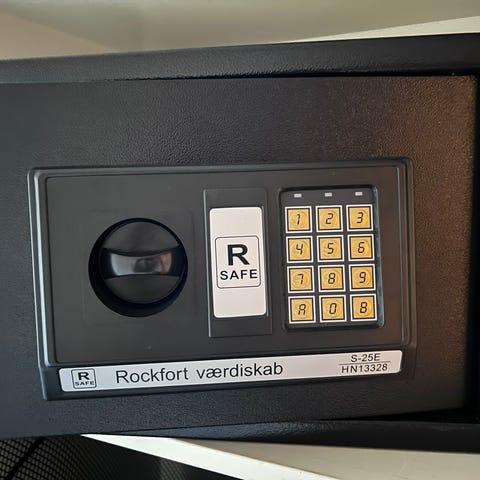 R
SAFE
1 2 3
4 5 6
7 8 9
A 0 B
R
SAFE
Rockfort værdiskab
S-25E
HN13328